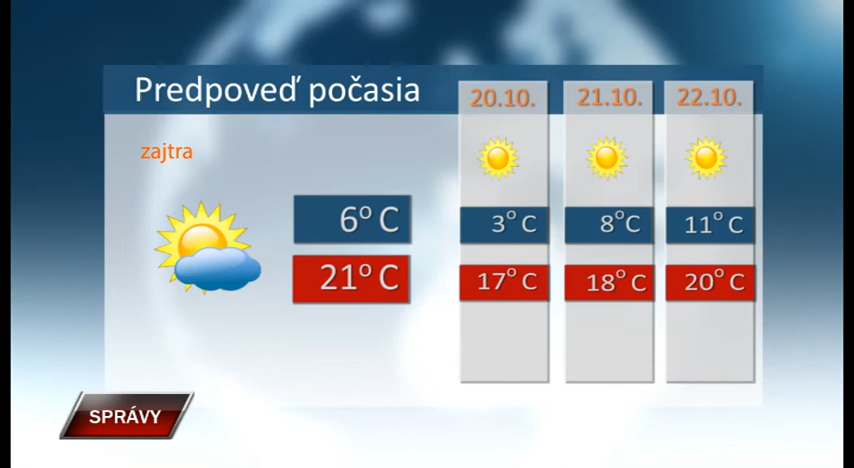 Predpoveď počasia
zajtra
6° C
21° C
20.10.
3° C
17° C
21.10.
8°C
18° C
22.10.
11° C
20° C
SPRÁVY